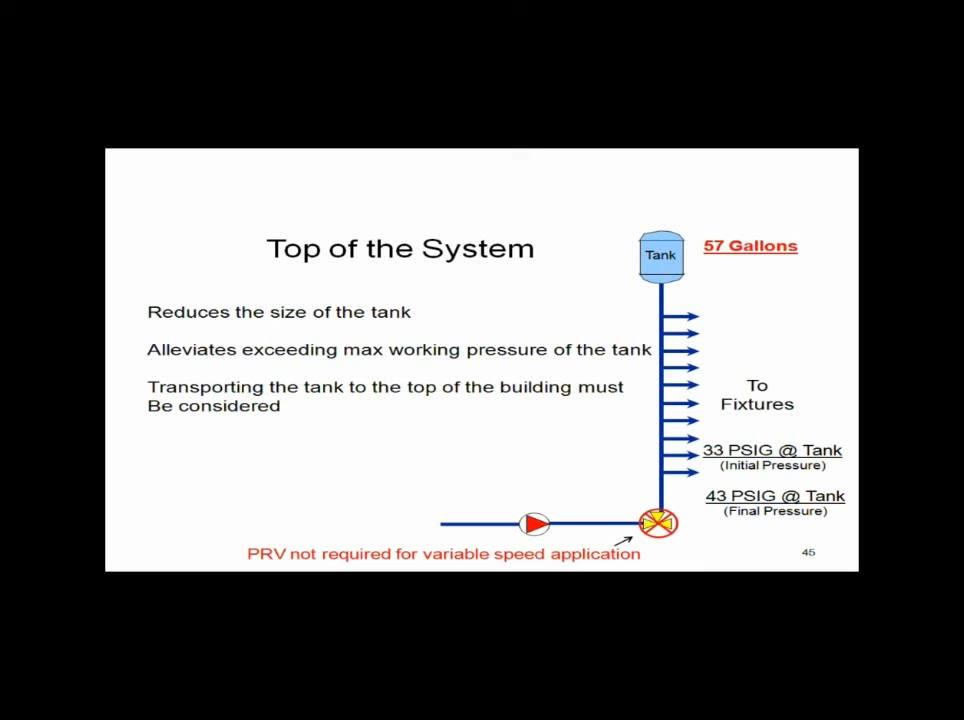 Top of the System
Tank
57 Gallons
Reduces the size of the tank
Alleviates exceeding max working pressure of the tank
Transporting the tank to the top of the building must
Be considered
To
Fixtures
33 PSIG @ Tank
(Initial Pressure)
43 PSIG @ Tank
(Final Pressure)
PRV not required for variable speed application
45